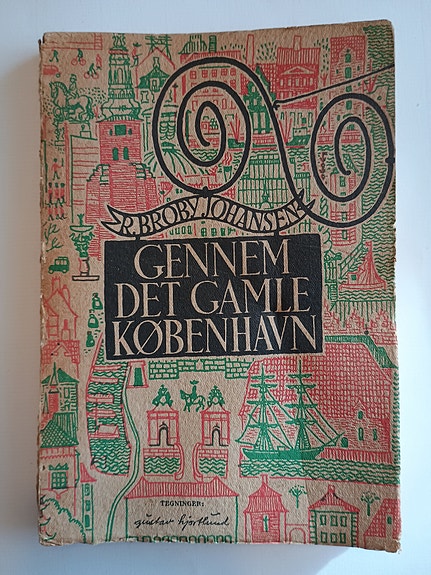 R. BROBY. JOHANSEN
GENNEM
DET GAMLE
KØBENHAVN
TEGNINGER:
gustav hjortlund